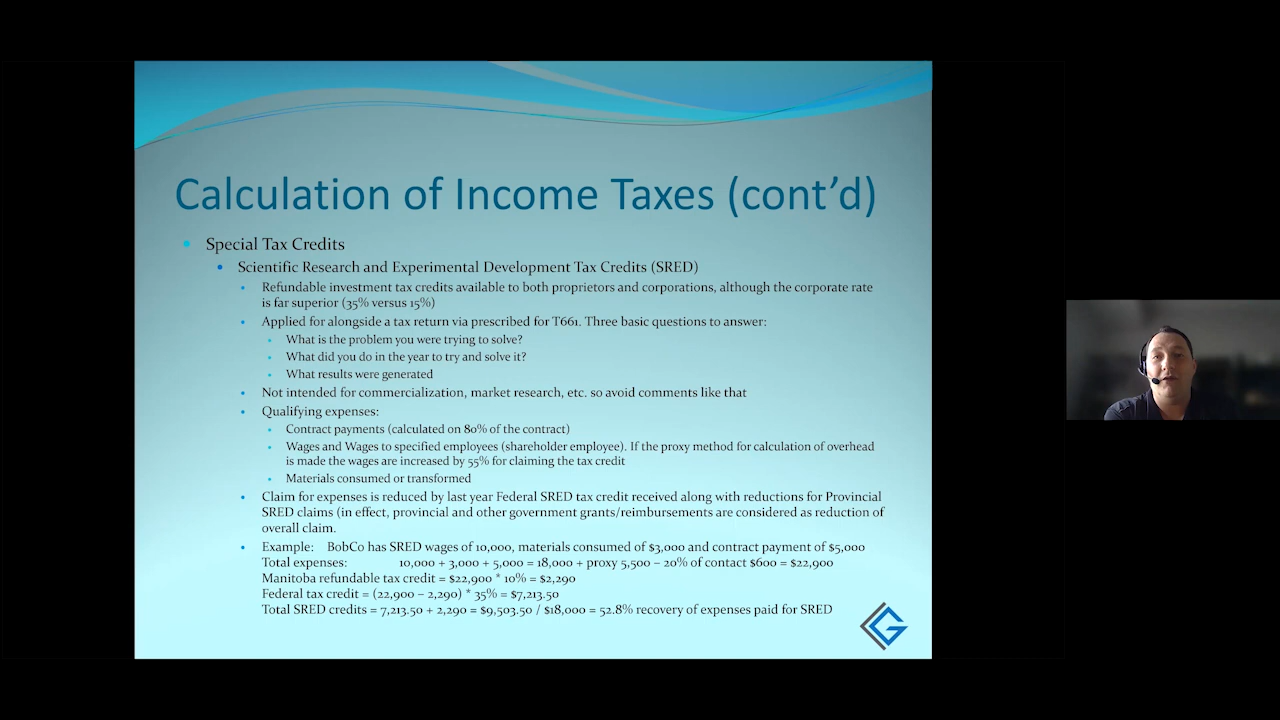 Calculation of Income Taxes (cont’d)
Special Tax Credits
Scientific Research and Experimental Development Tax Credits (SRED)
Refundable investment tax credits available to both proprietors and corporations, although the corporate rate
is far superior (35% versus 15%)
Applied for alongside a tax return via prescribed for T661. Three basic questions to answer:
What is the problem you were trying to solve?
What did you do in the year to try and solve it?
What results were generated
Not intended for commercialization, market research, etc. so avoid comments like that
Qualifying expenses:
Contract payments (calculated on 80% of the contract)
Wages and Wages to specified employees (shareholder employee). If the proxy method for calculation of overhead
is made the wages are increased by 55% for claiming the tax credit
Materials consumed or transformed
Claim for expenses is reduced by last year Federal SRED tax credit received along with reductions for Provincial
SRED claims (in effect, provincial and other government grants/reimbursements are considered as reduction of
overall claim.
Example: BobCo has SRED wages of 10,000, materials consumed of $3,000 and contract payment of $5,000
Total expenses: 10,000 + 3,000 + 5,000 = 18,000 + proxy 5,500 – 20% of contact $600 = $22,900
Manitoba refundable tax credit = $22,900 * 10% = $2,290
Federal tax credit = (22,900 – 2,290) * 35% = $7,213.50
Total SRED credits = 7,213.50 + 2,290 = $9,503.50 / $18,000 = 52.8% recovery of expenses paid for SRED